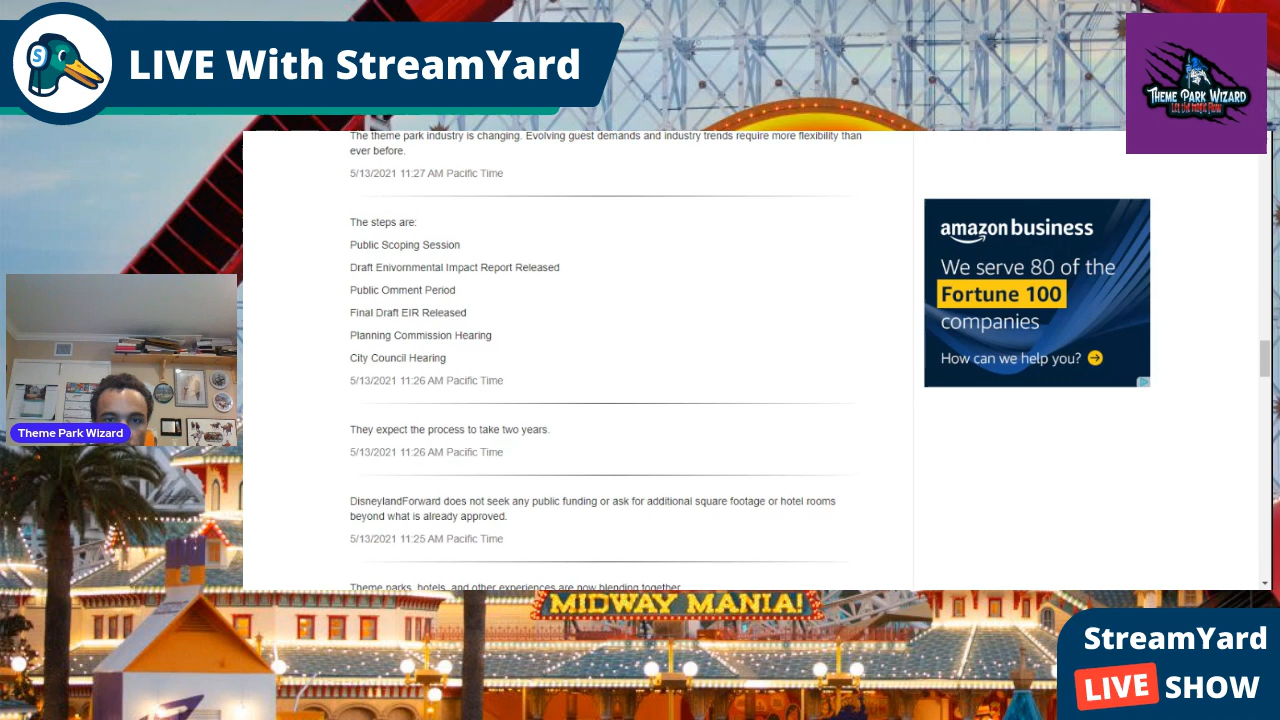 LIVE With StreamYard
S
THEME PARK WIZARD
Let the magic flow
The theme park industry is changing. Evolving guest demands and industry trends require more flexibility than
ever before.
5/13/2021 11:27 AM Pacific Time
The steps are:
Public Scoping Session
Draft Enivornmental Impact Report Released
Public Omment Period
Final Draft EIR Released
Planning Commission Hearing
City Council Hearing
5/13/2021 11:26 AM Pacific Time
They expect the process to take two years.
5/13/2021 11:26 AM Pacific Time
DisneylandForward does not seek any public funding or ask for additional square footage or hotel rooms
beyond what is already approved.
5/13/2021 11:25 AM Pacific Time
Theme parks, hotels, and other experiences are now blending together.
amazon business
We serve 80 of the
Fortune 100
companies
How can we help you?
Theme Park Wizard
MIDWAY MANIA!
StreamYard
LIVE SHOW